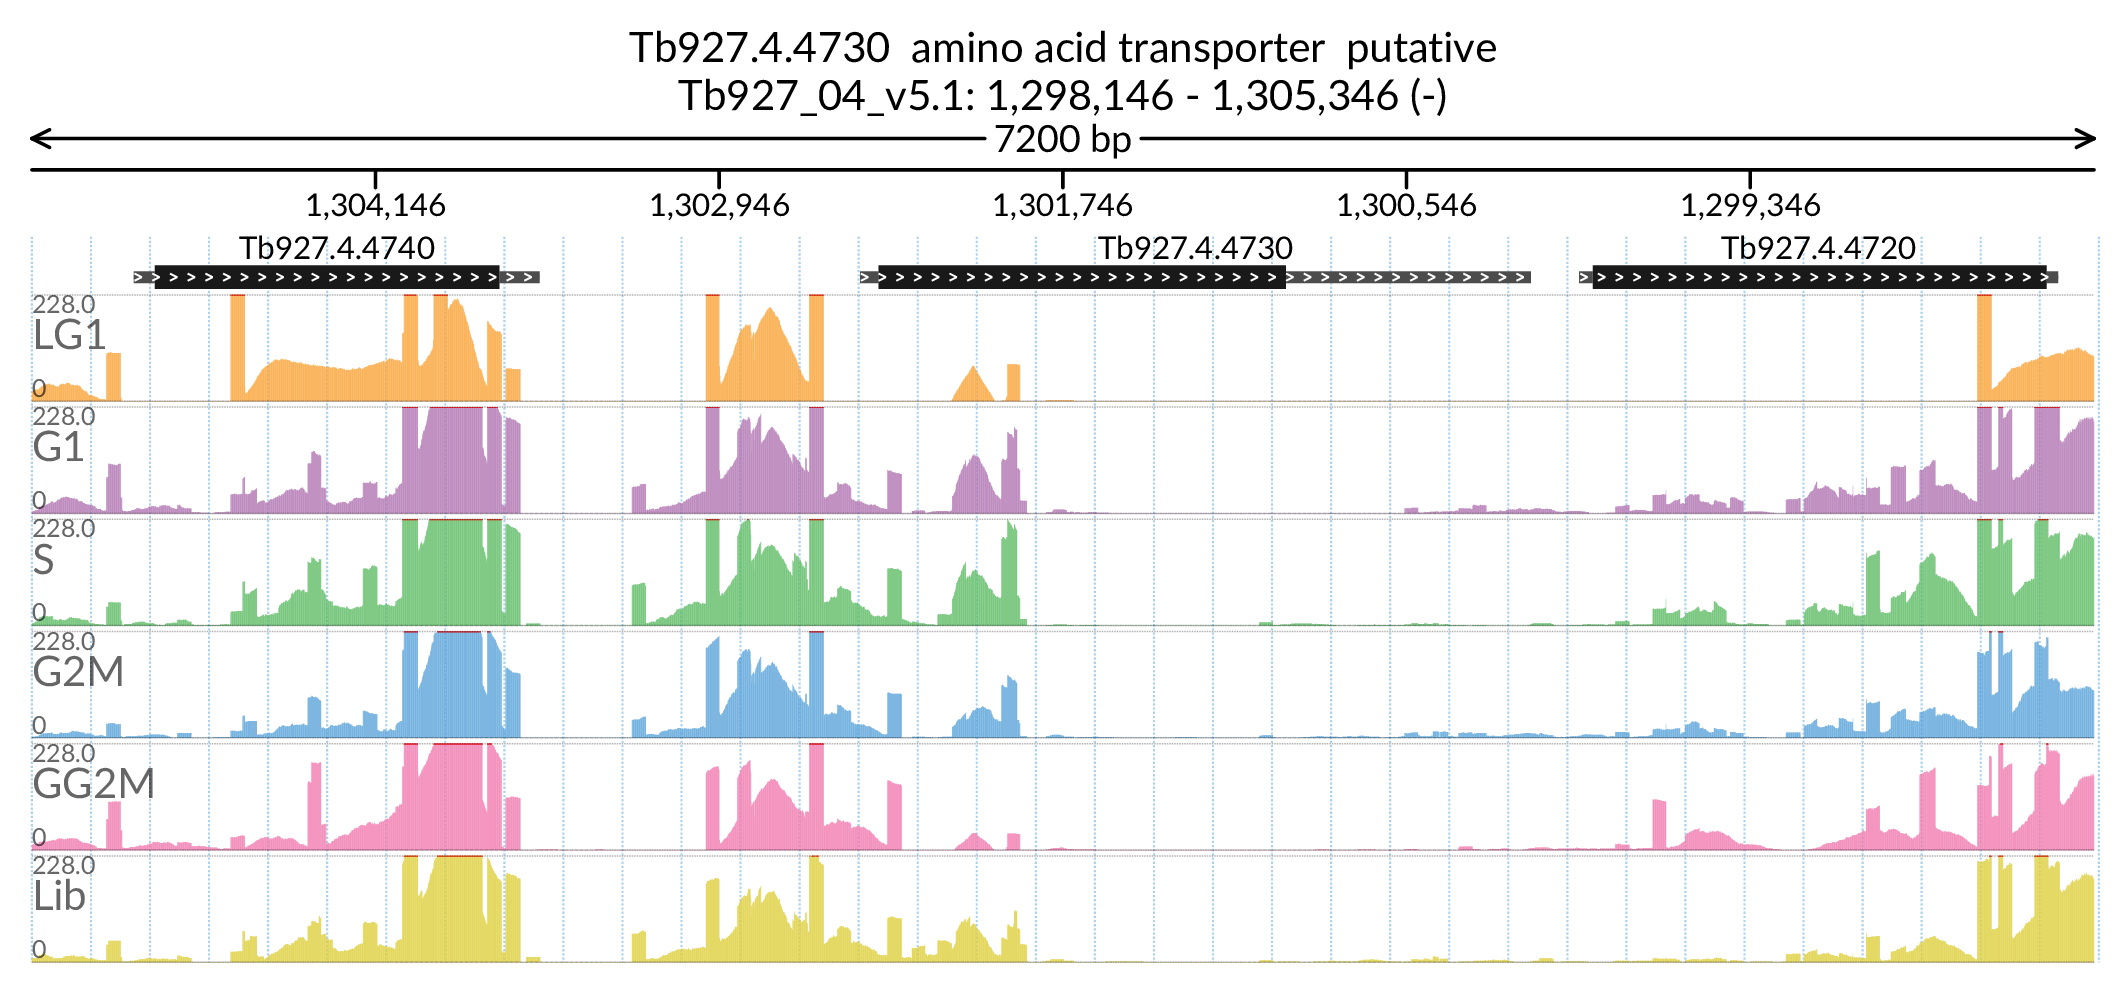 Tb927.4.4730 amino acid transporter putative
Tb927_04_v5.1: 1,298,146 - 1,305,346 (-)
7200 bp
1,304,146 1,302,946 1,301,746 1,300,546 1,299,346
Tb927.4.4740 Tb927.4.4730 Tb927.4.4720
228.0
LG1
0
228.0
G1
0
228.0
S
0
228.0
G2M
0
228.0
GG2M
0
228.0
Lib
0